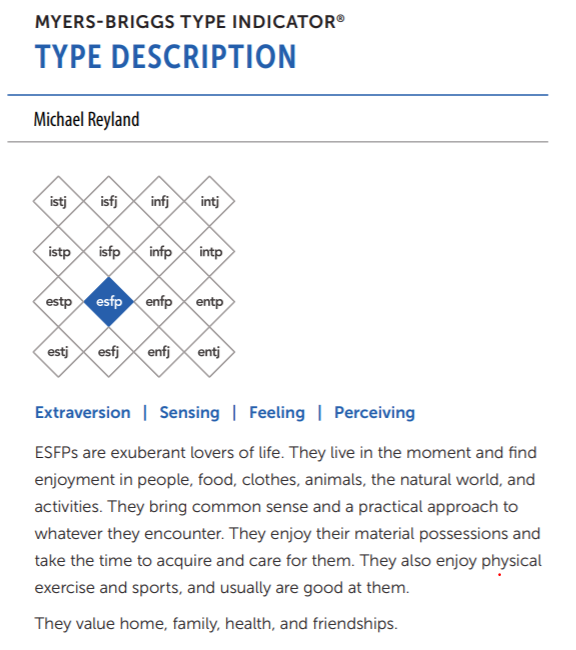 MYERS-BRIGGS TYPE INDICATOR®
TYPE DESCRIPTION
Michael Reyland
istj isfj infj intj
istp isfp infp intp
estp esfp enfp entp
estj esfj enfj entj
Extraversion | Sensing | Feeling | Perceiving
ESFPs are exuberant lovers of life. They live in the moment and find
enjoyment in people, food, clothes, animals, the natural world, and
activities. They bring common sense and a practical approach to
whatever they encounter. They enjoy their material possessions and
take the time to acquire and care for them. They also enjoy physical
exercise and sports, and usually are good at them.
They value home, family, health, and friendships.